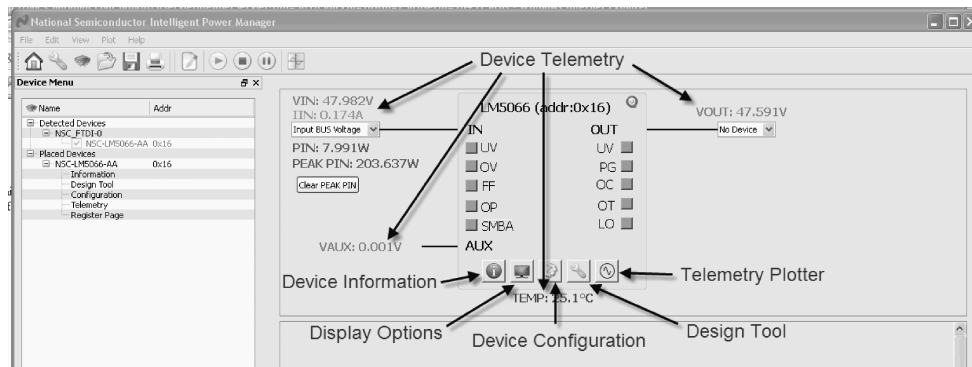 National Semiconductor Intelligent Power Manager
File Edit View Plot Help
Device Menu
Name Addr
Detected Devices
NSC_FTDI-0
NSC-LM5066-AA 0x16
Placed Devices
NSC-LM5066-AA 0x16
Information
Design Tool
Configuration
Telemetry
Register Page
Device Telemetry
VIN: 47.982V
IIN: 0.174A
Input BUS Voltage
PIN: 7.991W
PEAK PIN: 203.637W
Clear PEAK PIN
VAUX: 0.001V
LM5066 (addr:0x16)
IN OUT
UV UV
OV PG
FF OC
OP OT
SMBA LO
AUX
VOUT: 47.591V
No Device
TEMP: 25.1°C
Device Information
Display Options
Device Configuration
Design Tool
Telemetry Plotter